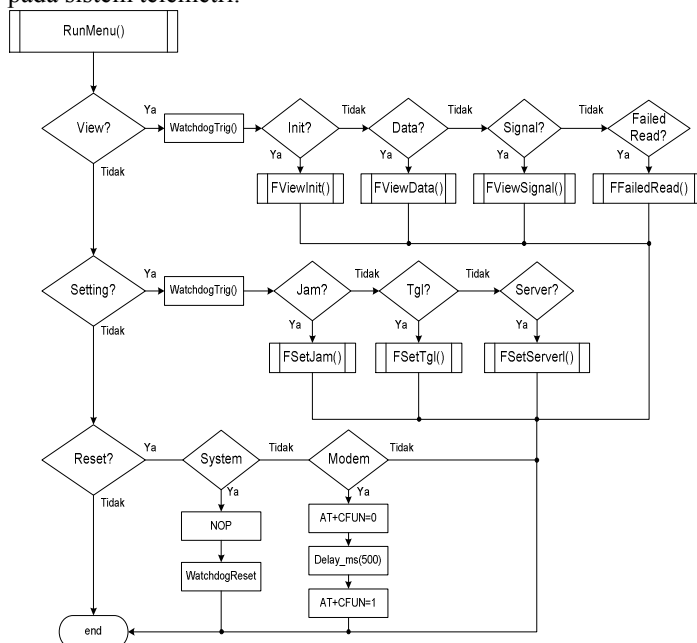 pada sistem telemetri.
RunMenu()
View?
Ya
Tidak
WatchdogTrig()
Init?
Tidak
Ya
Data?
Tidak
Ya
Signal?
Tidak
Ya
Failed
Read?
Ya
FViewInit()
FViewData()
FViewSignal()
FFailedRead()
Setting?
Ya
Tidak
WatchdogTrig()
Jam?
Tidak
Ya
Tgl?
Tidak
Ya
Server?
Ya
FSetJam()
FSetTgl()
FSetServerl()
Reset?
Ya
Tidak
System
Tidak
Ya
Modem
Tidak
Ya
NOP
WatchdogReset
AT+CFUN=0
Delay_ms(500)
AT+CFUN=1
end